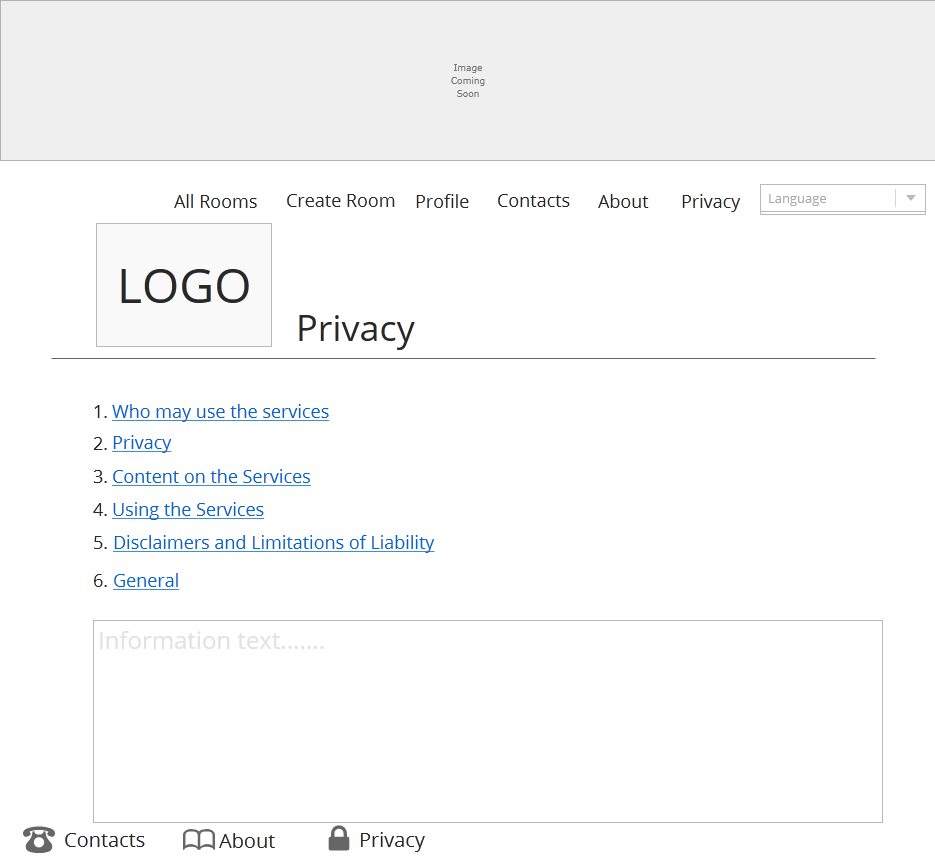 Image
Coming
Soon
All Rooms Create Room Profile Contacts About Privacy Language
LOGO
Privacy
1. Who may use the services
2. Privacy
3. Content on the Services
4. Using the Services
5. Disclaimers and Limitations of Liability
6. General
Information text.......
Contacts About Privacy